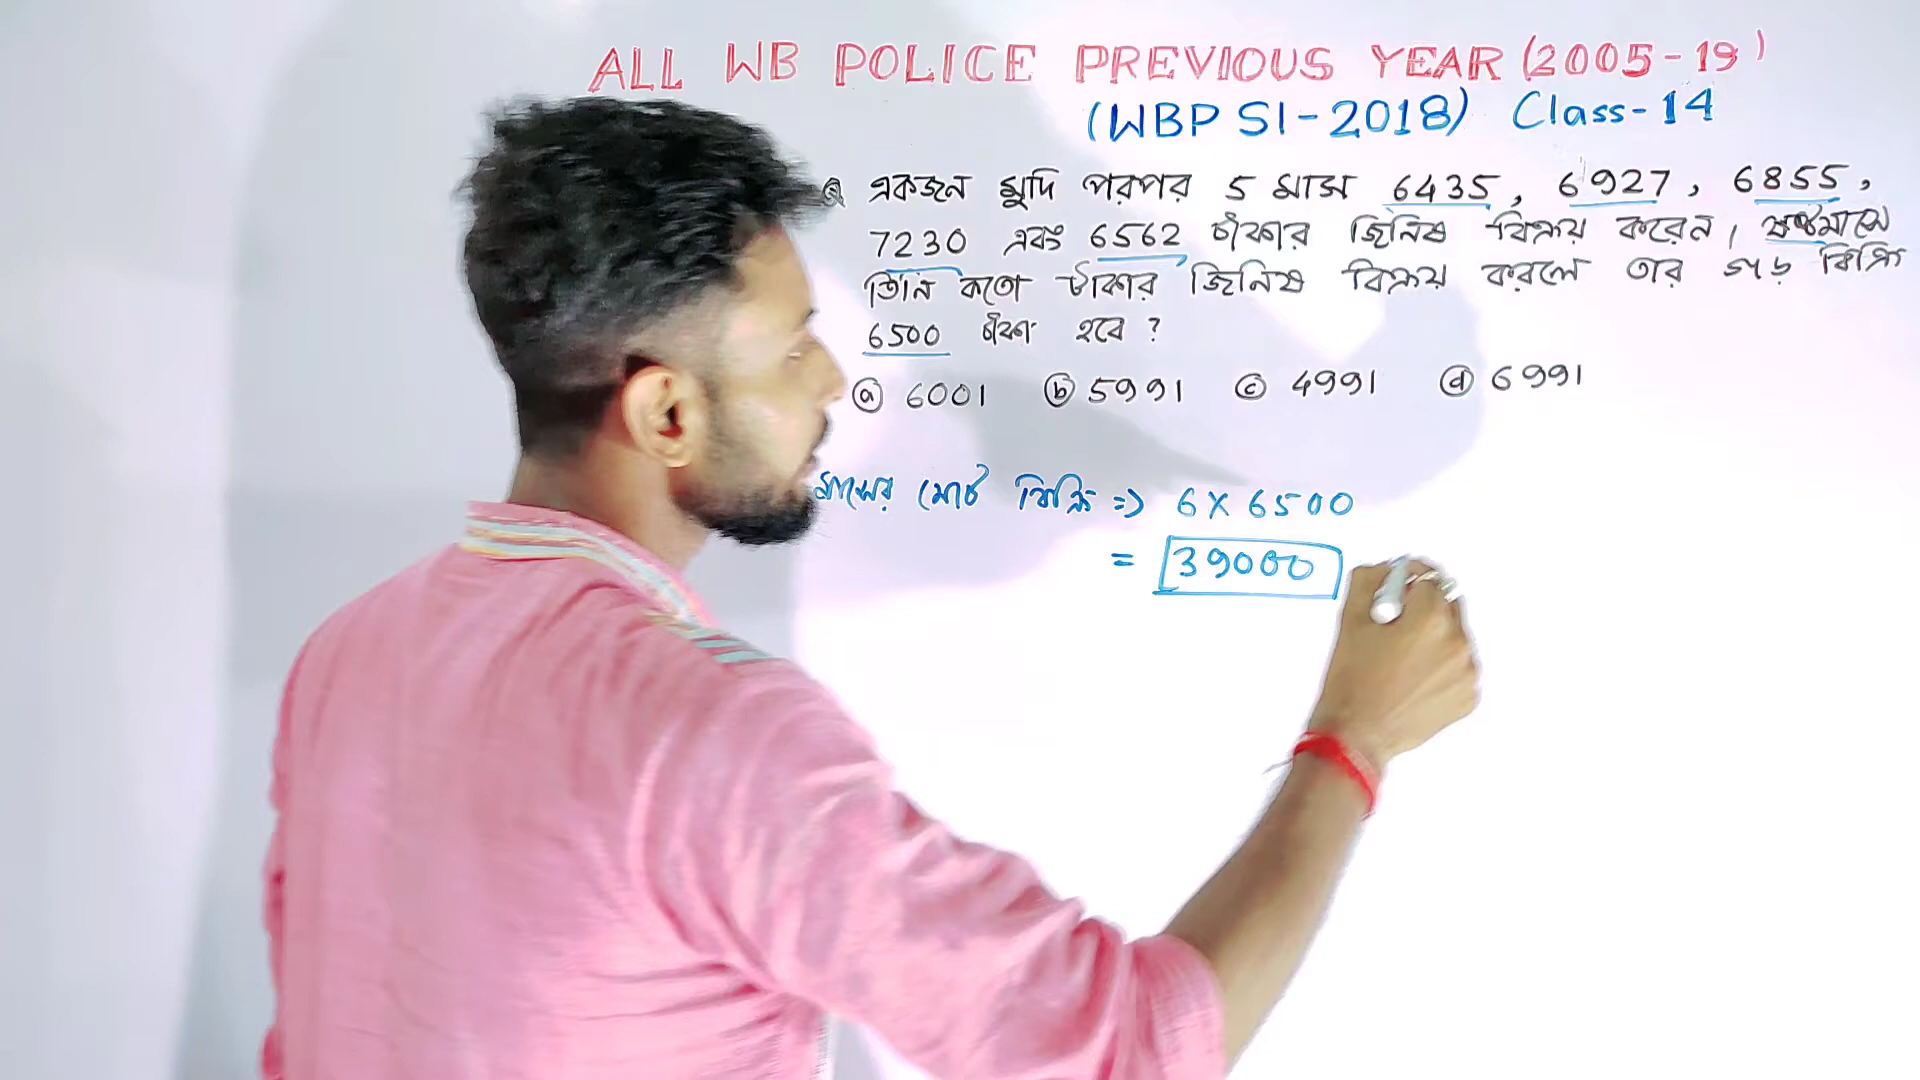 ALL WB POLICE PREVIOUS YEAR (2005-19)
(WBP SI-2018) Class-14
একজন মুদি পরপর 5 মাস 6435, 6927, 6855,
7230 এবং 6562 টাকার জিনিষ বিক্রয় করেন, ষষ্ঠমাসে
তিনি কতো টাকার জিনিষ বিক্রয় করলে তার গড় বিক্রি
6500 টাকা হবে ?
ⓐ 6001 ⓑ 5991 ⓒ 4991 ⓓ 6991
মাসের মোট বিক্রি ⇒ 6 X 6500
= 39000